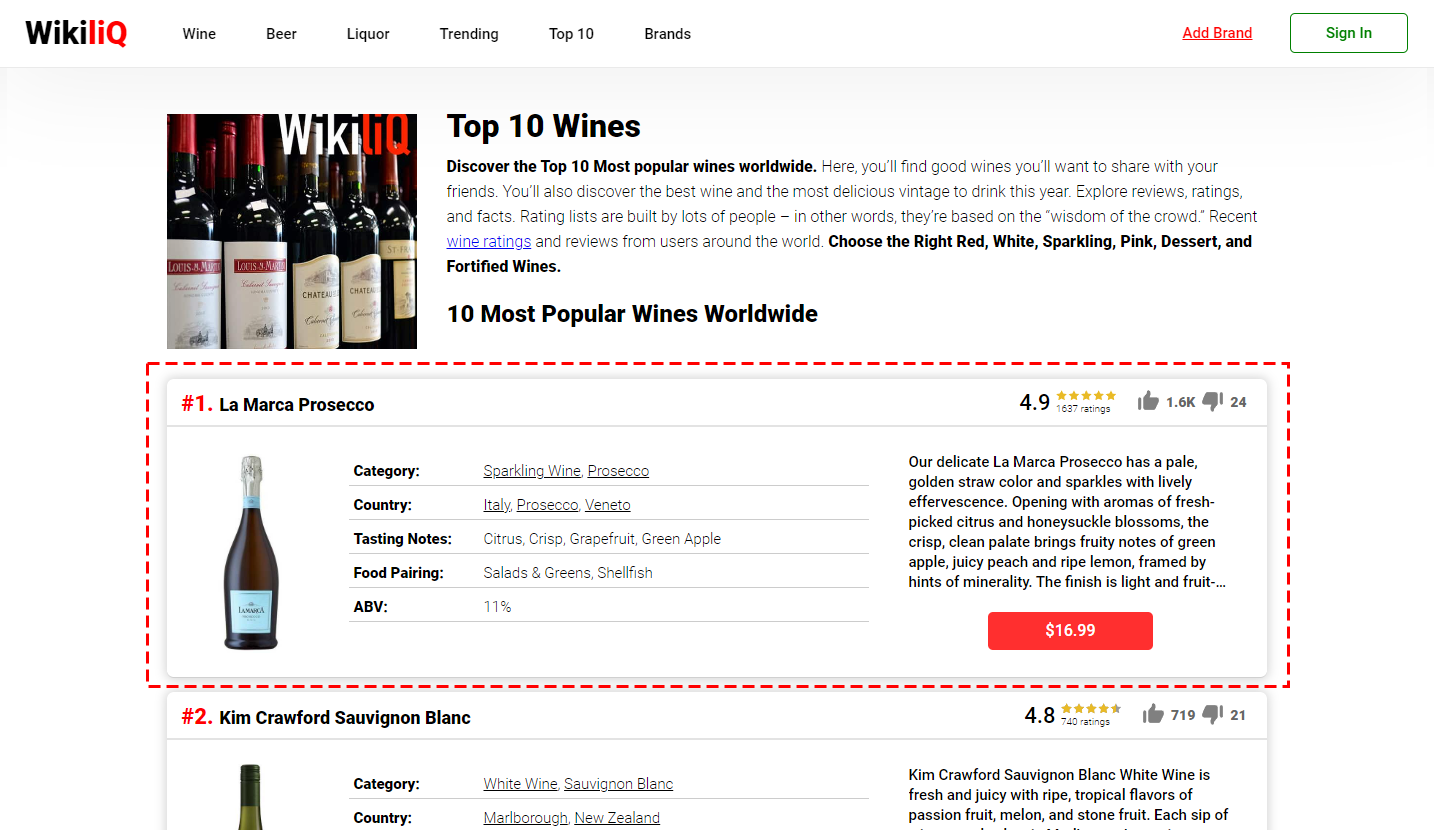 WikiliQ
Wine
Beer
Liquor
Trending
Top 10
Brands
Add Brand
Sign In
WikiliQ
LOUIS·M·MARTINI
LOUIS·M·MARTINI
Cabernet
CHATEAU
CHATEAU
ST·FRA
Top 10 Wines
Discover the Top 10 Most popular wines worldwide. Here, you’ll find good wines you’ll want to share with your
friends. You’ll also discover the best wine and the most delicious vintage to drink this year. Explore reviews, ratings,
and facts. Rating lists are built by lots of people – in other words, they’re based on the “wisdom of the crowd.” Recent
wine ratings and reviews from users around the world. Choose the Right Red, White, Sparkling, Pink, Dessert, and
Fortified Wines.
10 Most Popular Wines Worldwide
#1. La Marca Prosecco
4.9
1637 ratings
1.6K
24
LAMARCA
PROSECCO
Category: Sparkling Wine, Prosecco
Country: Italy, Prosecco, Veneto
Tasting Notes: Citrus, Crisp, Grapefruit, Green Apple
Food Pairing: Salads & Greens, Shellfish
ABV: 11%
Our delicate La Marca Prosecco has a pale,
golden straw color and sparkles with lively
effervescence. Opening with aromas of fresh-
picked citrus and honeysuckle blossoms, the
crisp, clean palate brings fruity notes of green
apple, juicy peach and ripe lemon, framed by
hints of minerality. The finish is light and fruit-...
$16.99
#2. Kim Crawford Sauvignon Blanc
4.8
740 ratings
719
21
Category: White Wine, Sauvignon Blanc
Country: Marlborough, New Zealand
Kim Crawford Sauvignon Blanc White Wine is
fresh and juicy with ripe, tropical flavors of
passion fruit, melon, and stone fruit. Each sip of